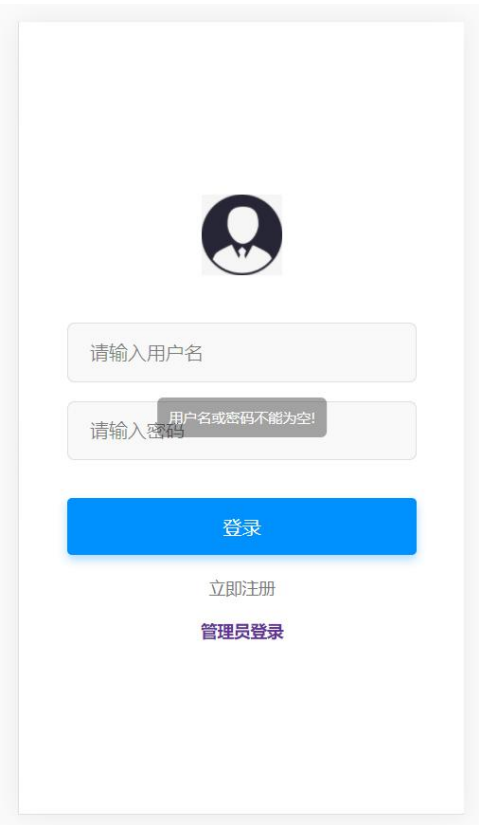 请输入用户名
用户名或密码不能为空!
请输入密码
登录
立即注册
管理员登录